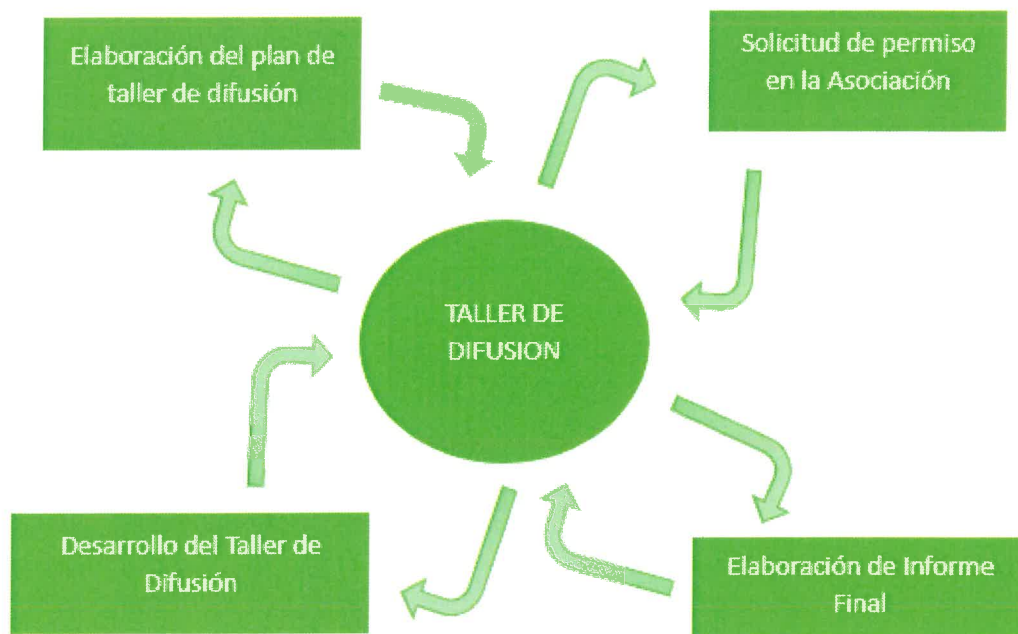 Elaboración del plan de
taller de difusión
Solicitud de permiso
en la Asociación
TALLER DE
DIFUSION
Desarrollo del Taller de
Difusión
Elaboración de Informe
Final